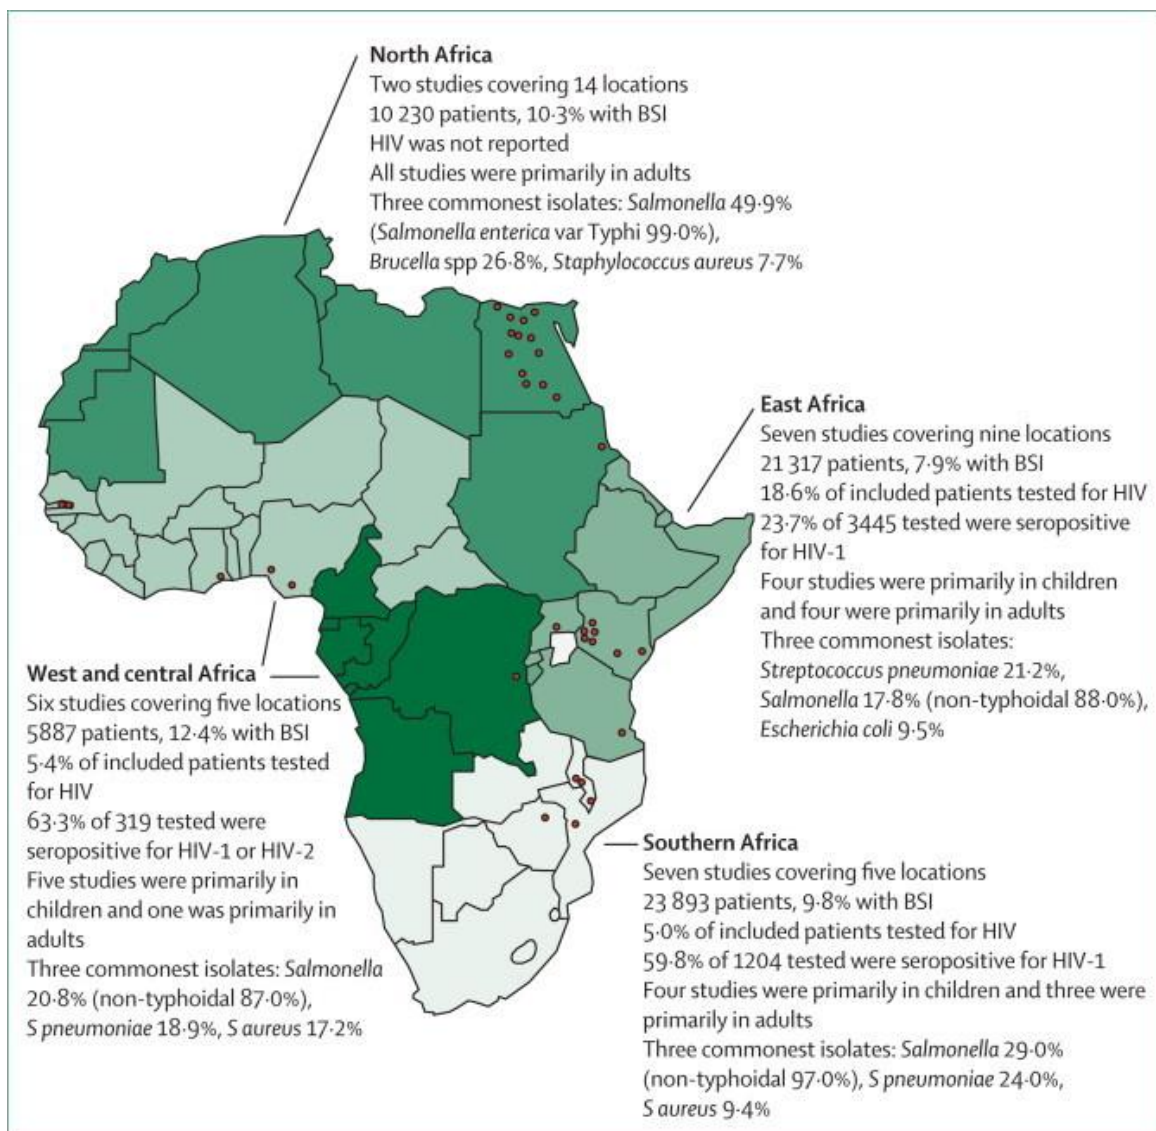 North Africa
Two studies covering 14 locations
10 230 patients, 10·3% with BSI
HIV was not reported
All studies were primarily in adults
Three commonest isolates: Salmonella 49·9%
(Salmonella enterica var Typhi 99·0%),
Brucella spp 26·8%, Staphylococcus aureus 7·7%
East Africa
Seven studies covering nine locations
21 317 patients, 7·9% with BSI
18·6% of included patients tested for HIV
23·7% of 3445 tested were seropositive
for HIV-1
Four studies were primarily in children
and four were primarily in adults
Three commonest isolates:
Streptococcus pneumoniae 21·2%,
Salmonella 17·8% (non-typhoidal 88·0%),
Escherichia coli 9·5%
West and central Africa
Six studies covering five locations
5887 patients, 12·4% with BSI
5·4% of included patients tested
for HIV
63·3% of 319 tested were
seropositive for HIV-1 or HIV-2
Five studies were primarily in
children and one was primarily in
adults
Three commonest isolates: Salmonella
20·8% (non-typhoidal 87·0%),
S pneumoniae 18·9%, S aureus 17·2%
Southern Africa
Seven studies covering five locations
23 893 patients, 9·8% with BSI
5·0% of included patients tested for HIV
59·8% of 1204 tested were seropositive for HIV-1
Four studies were primarily in children and three were
primarily in adults
Three commonest isolates: Salmonella 29·0%
(non-typhoidal 97·0%), S pneumoniae 24·0%,
S aureus 9·4%